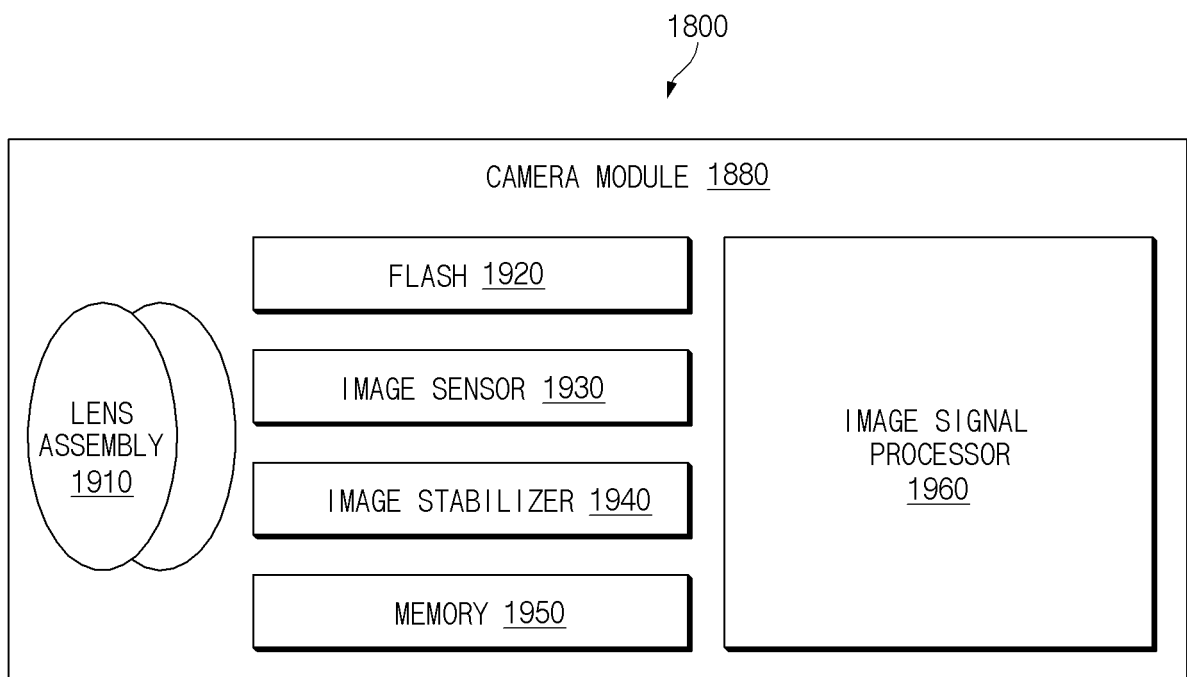 1800
CAMERA MODULE 1880
LENS
ASSEMBLY
1910
FLASH 1920
IMAGE SENSOR 1930
IMAGE STABILIZER 1940
MEMORY 1950
IMAGE SIGNAL
PROCESSOR
1960